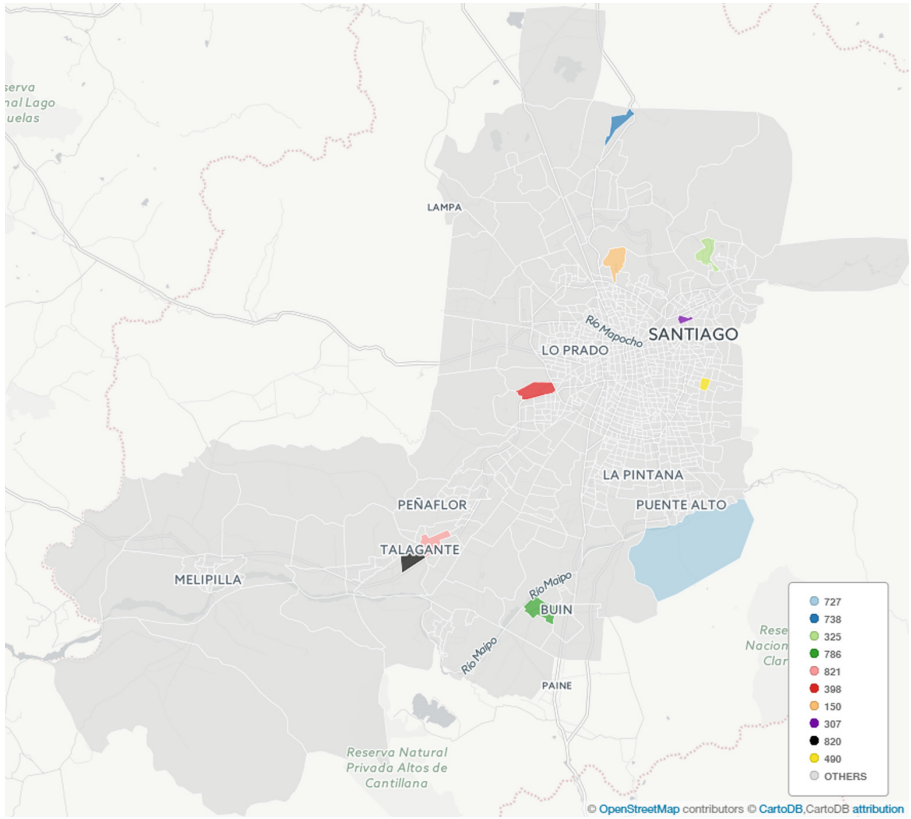 serva
nal Lago
uelas
LAMPA
Río Mapocho
SANTIAGO
LO PRADO
LA PINTANA
PEÑAFLOR
PUENTE ALTO
TALAGANTE
MELIPILLA
Río Maipo
BUIN
Río Maipo
PAINE
Rese
Nacion
Clar
Reserva Natural
Privada Altos de
Cantillana
727
738
325
786
821
398
150
307
820
490
OTHERS
© OpenStreetMap contributors © CartoDB,CartoDB attribution